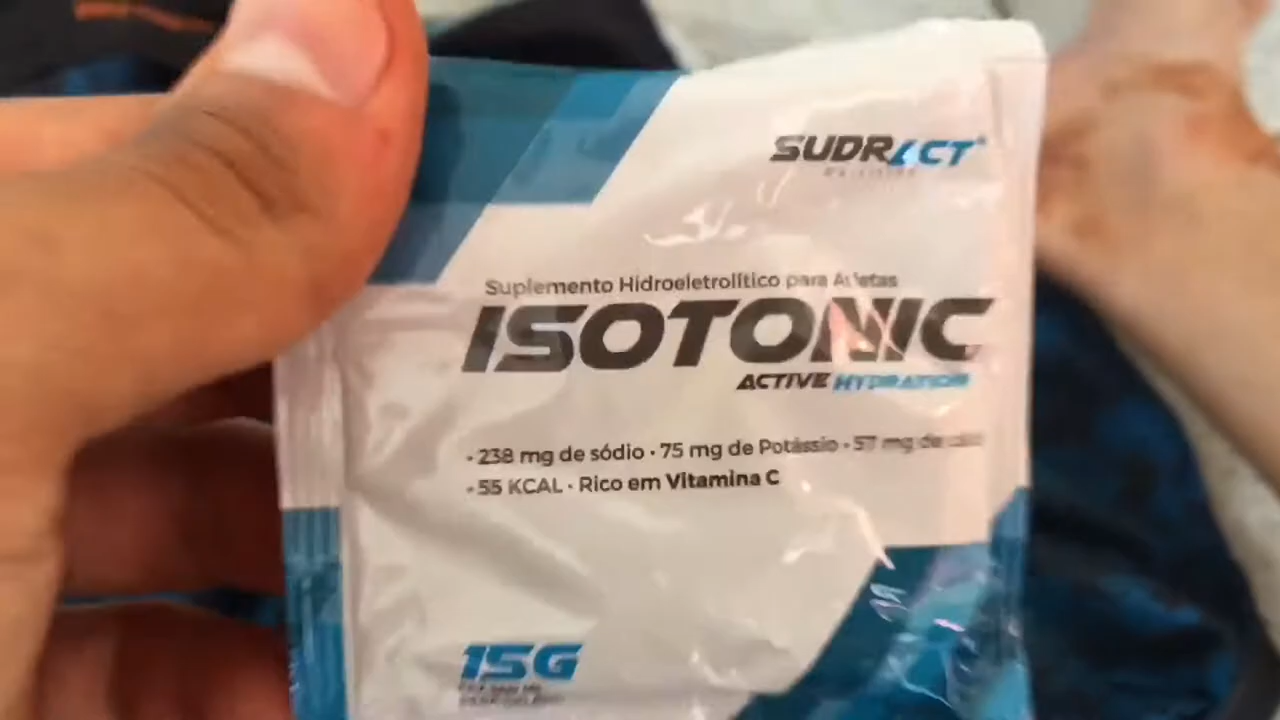 SUDRACT
Suplemento Hidroeletrolítico para Atletas
ISOTONIC
ACTIVE HYDRATION
• 238 mg de sódio • 75 mg de Potássio • 57 mg de
• 55 KCAL • Rico em Vitamina C
15G